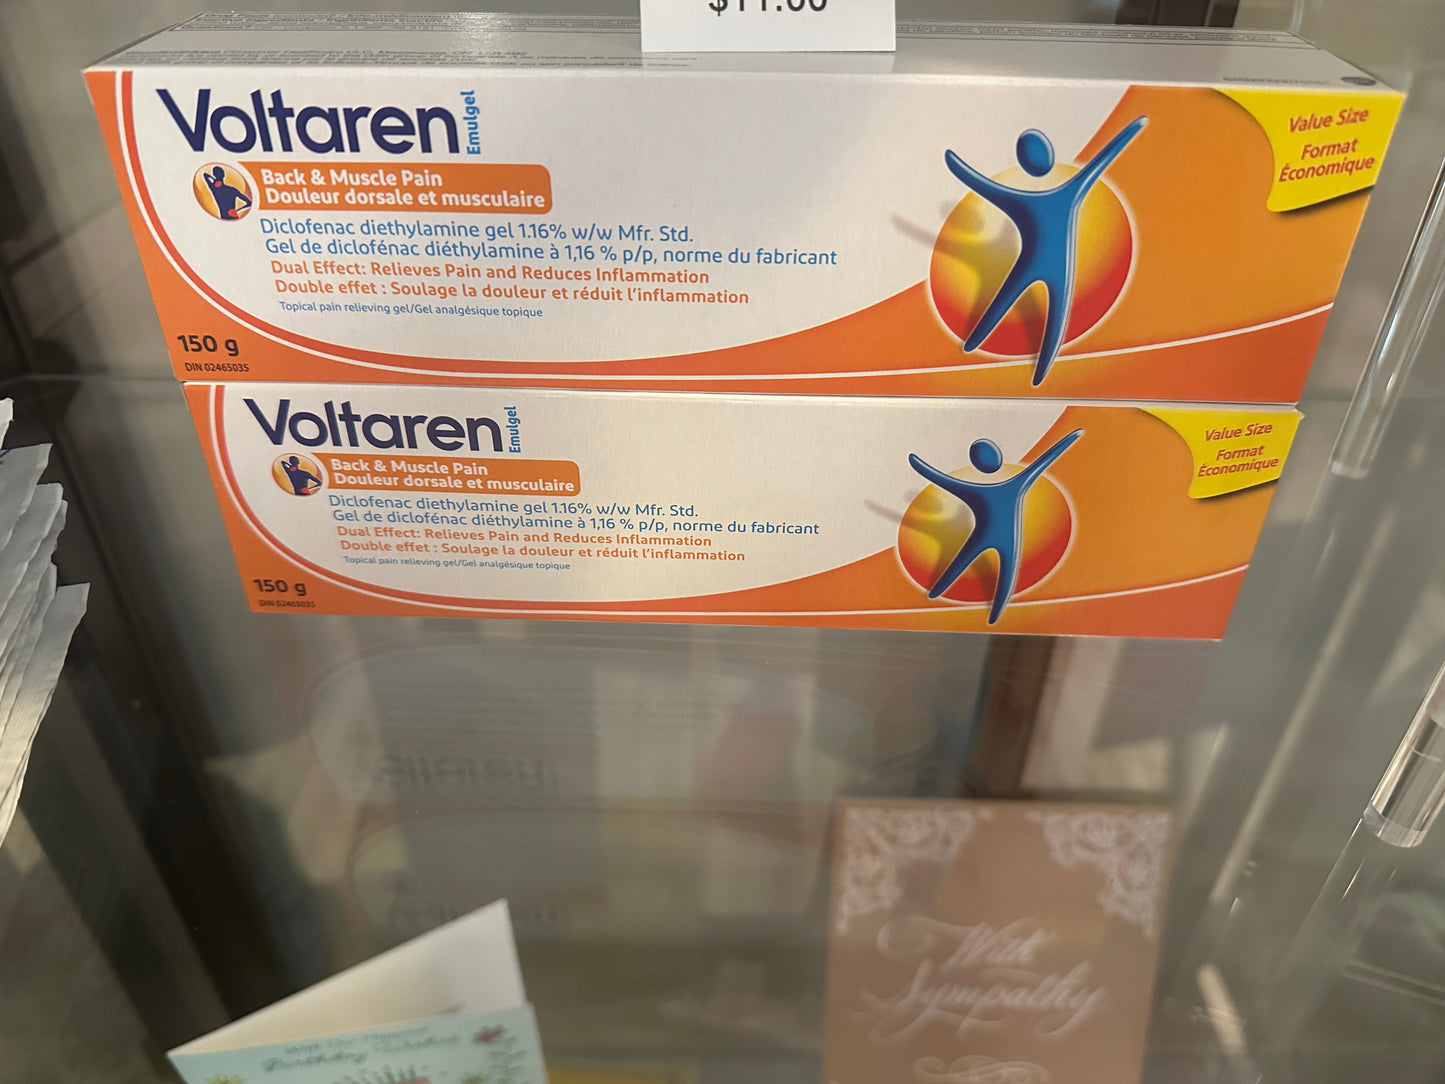 Voltaren
Emulgel
Value Size
Format
Économique
Back & Muscle Pain
Douleur dorsale et musculaire
Diclofenac diethylamine gel 1.16% w/w Mfr. Std.
Gel de diclofénac diéthylamine à 1,16 % p/p, norme du fabricant
Dual Effect: Relieves Pain and Reduces Inflammation
Double effet : Soulage la douleur et réduit l'inflammation
Topical pain relieving gel/Gel analgésique topique
150 g
DIN 02465035
Voltaren
Emulgel
Value Size
Format
Économique
Back & Muscle Pain
Douleur dorsale et musculaire
Diclofenac diethylamine gel 1.16% w/w Mfr. Std.
Gel de diclofénac diéthylamine à 1,16 % p/p, norme du fabricant
Dual Effect: Relieves Pain and Reduces Inflammation
Double effet : Soulage la douleur et réduit l'inflammation
Topical pain relieving gel/Gel analgésique topique
150 g
DIN 02465035
With
Sympathy
Birthday Wishes